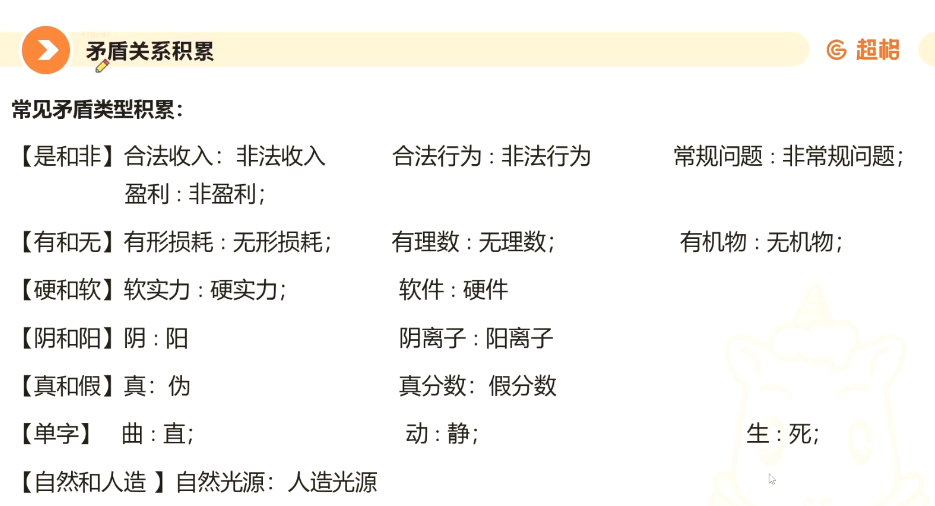 矛盾关系积累
超格
常见矛盾类型积累：
【是和非】合法收入：非法收入 合法行为：非法行为 常规问题：非常规问题；
盈利：非盈利；
【有和无】有形损耗：无形损耗； 有理数：无理数； 有机物：无机物；
【硬和软】软实力：硬实力； 软件：硬件
【阴和阳】阴：阳 阴离子：阳离子
【真和假】真：伪 真分数：假分数
【单字】 曲：直； 动：静； 生：死；
【自然和人造 】自然光源：人造光源